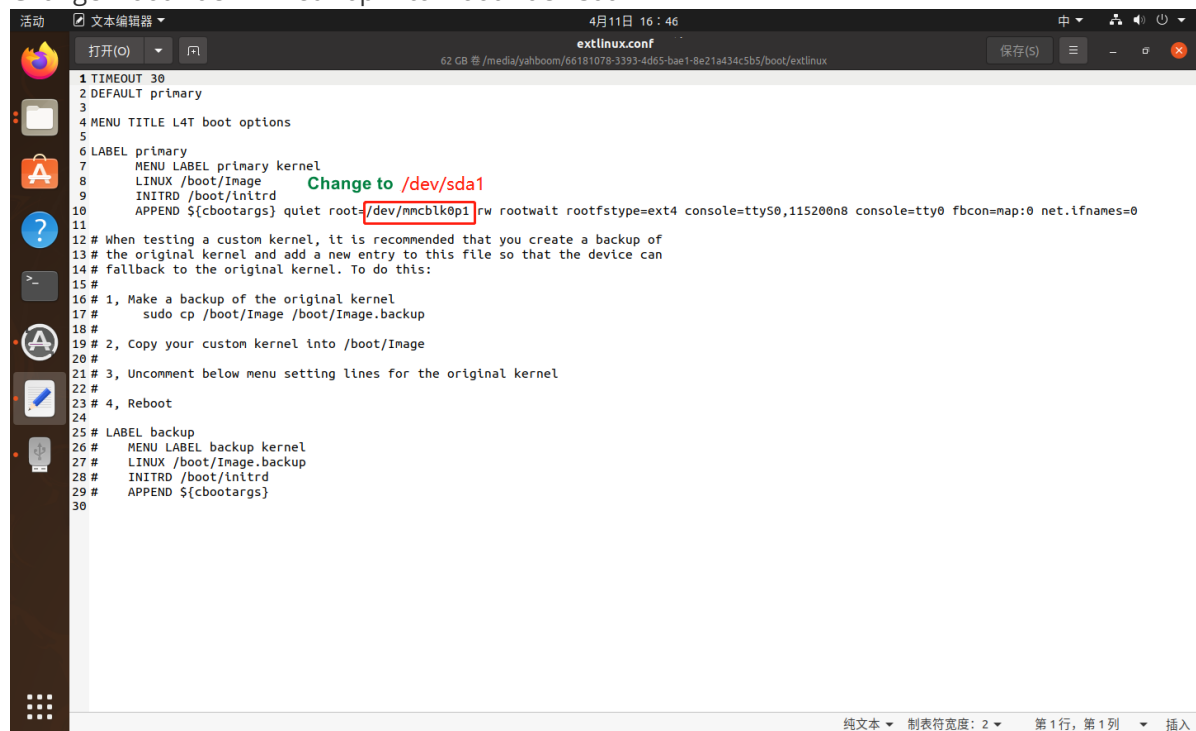 活动 文本编辑器 4月11日 16：46 中
打开(O) extlinux.conf 保存(S)
62 GB 卷 /media/yahboom/66181078-3393-4d65-bae1-8e21a434c5b5/boot/extlinux
1 TIMEOUT 30
2 DEFAULT primary
3
4 MENU TITLE L4T boot options
5
6 LABEL primary
7 MENU LABEL primary kernel
8 LINUX /boot/Image
Change to /dev/sda1
9 INITRD /boot/initrd
10 APPEND ${cbootargs} quiet root=/dev/mmcblk0p1 rw rootwait rootfstype=ext4 console=ttyS0,115200n8 console=tty0 fbcon=map:0 net.ifnames=0
11
12 # When testing a custom kernel, it is recommended that you create a backup of
13 # the original kernel and add a new entry to this file so that the device can
14 # fallback to the original kernel. To do this:
15 #
16 # 1, Make a backup of the original kernel
17 # sudo cp /boot/Image /boot/Image.backup
18 #
19 # 2, Copy your custom kernel into /boot/Image
20 #
21 # 3, Uncomment below menu setting lines for the original kernel
22 #
23 # 4, Reboot
24
25 # LABEL backup
26 # MENU LABEL backup kernel
27 # LINUX /boot/Image.backup
28 # INITRD /boot/initrd
29 # APPEND ${cbootargs}
30
纯文本 制表符宽度：2 第1行，第1列 插入